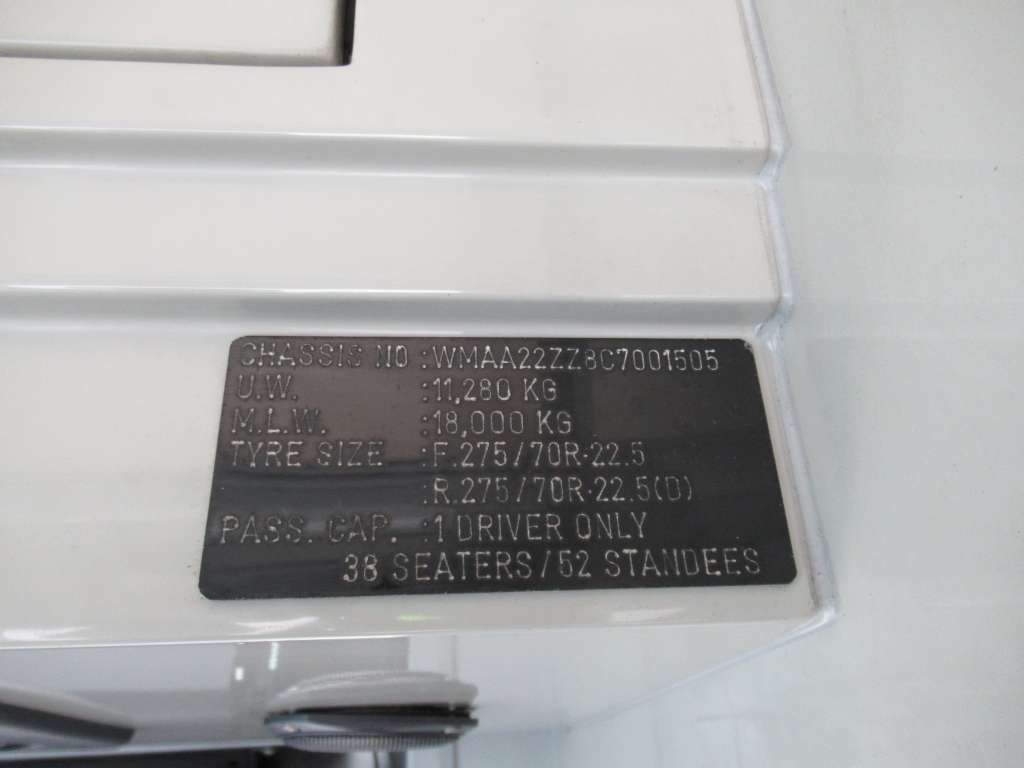 CHASSIS NO :WMAA22ZZ8C7001505
U.W. :11,280 KG
M.L.W. :18,000 KG
TYRE SIZE :F.275/70R·22.5
:R.275/70R·22.5(D)
PASS. CAP. :1 DRIVER ONLY
38 SEATERS/52 STANDEES